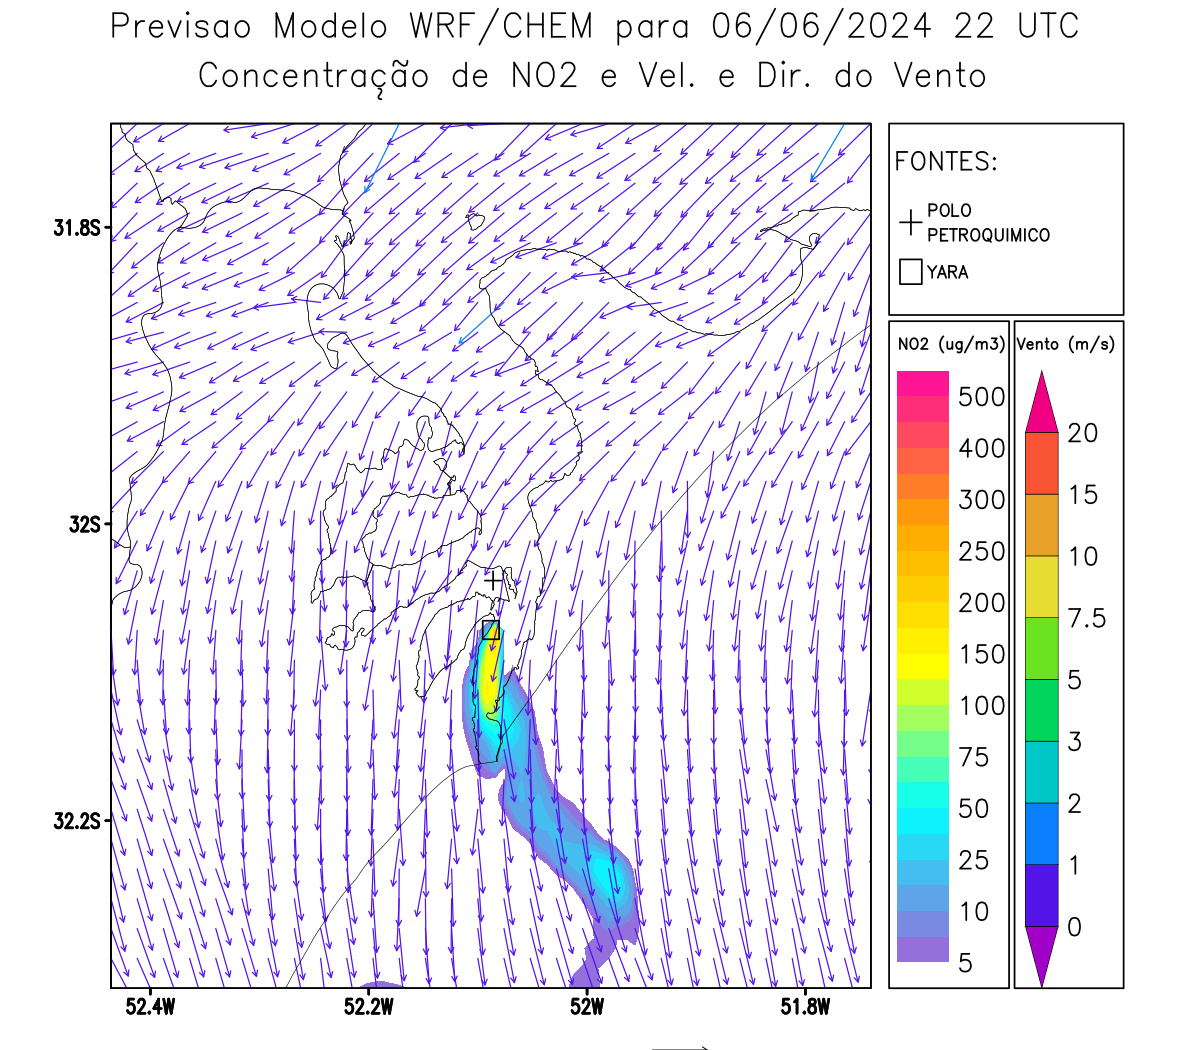 Previsao Modelo WRF/CHEM para 06/06/2024 22 UTC
Concentração de NO2 e Vel. e Dir. do Vento
FONTES:
POLO
PETROQUIMICO
YARA
NO2 (ug/m3)
500
400
300
250
200
150
100
75
50
25
10
5
Vento (m/s)
20
15
10
7.5
5
3
2
1
0
31.8S
32S
32.2S
52.4W
52.2W
52W
51.8W